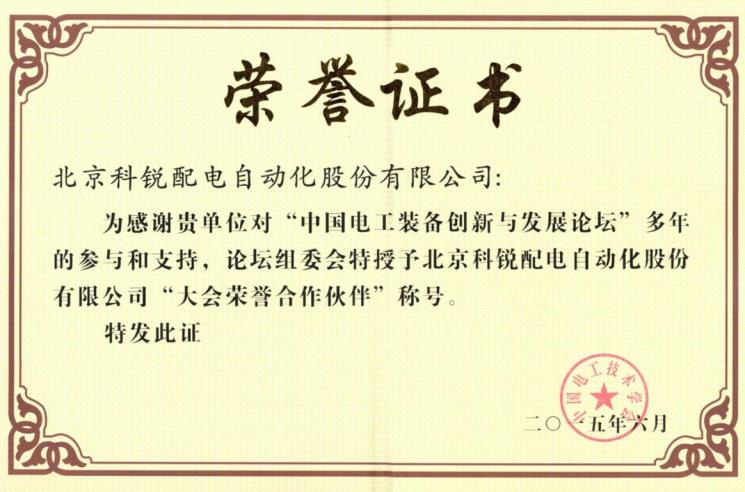 荣誉证书
北京科锐配电自动化股份有限公司:
为感谢贵单位对“中国电工装备创新与发展论坛”多年
的参与和支持，论坛组委会特授予北京科锐配电自动化股份
有限公司“大会荣誉合作伙伴”称号。
特发此证
中国电工技术学会
二〇一五年六月